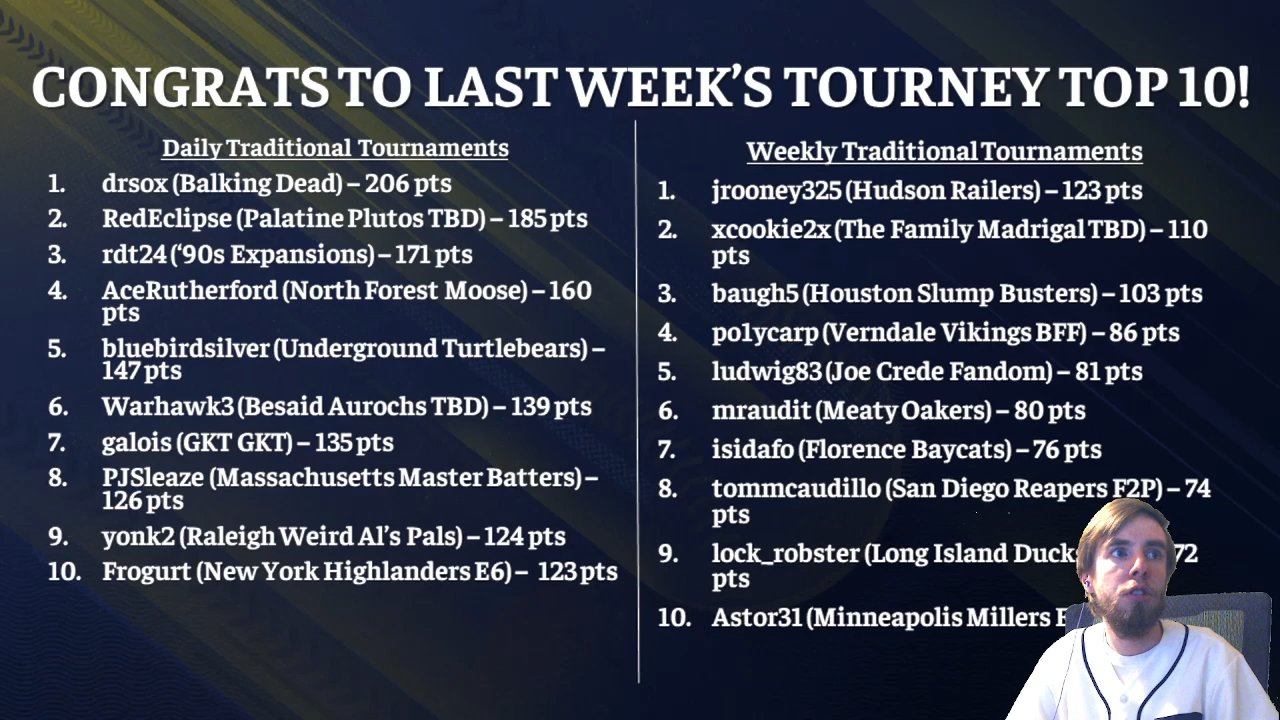 CONGRATS TO LAST WEEK’S TOURNEY TOP 10!
Daily Traditional Tournaments
1. drsox (Balking Dead) – 206 pts
2. RedEclipse (Palatine Plutos TBD) – 185 pts
3. rdt24 (‘90s Expansions) – 171 pts
4. AceRutherford (North Forest Moose) – 160
pts
5. bluebirdsilver (Underground Turtlebears) –
147 pts
6. Warhawk3 (Besaid Aurochs TBD) – 139 pts
7. galois (GKT GKT) – 135 pts
8. PJSleaze (Massachusetts Master Batters) –
126 pts
9. yonk2 (Raleigh Weird Al’s Pals) – 124 pts
10. Frogurt (New York Highlanders E6) – 123 pts
Weekly Traditional Tournaments
1. jrooney325 (Hudson Railers) – 123 pts
2. xcookie2x (The Family Madrigal TBD) – 110
pts
3. baugh5 (Houston Slump Busters) – 103 pts
4. po1ycarp (Verndale Vikings BFF) – 86 pts
5. ludwig83 (Joe Crede Fandom) – 81 pts
6. mraudit (Meaty Oakers) – 80 pts
7. isidafo (Florence Baycats) – 76 pts
8. tommcaudillo (San Diego Reapers F2P) – 74
pts
9. lock_robster (Long Island 72
pts
10. Astor31 (Minneapolis Millers